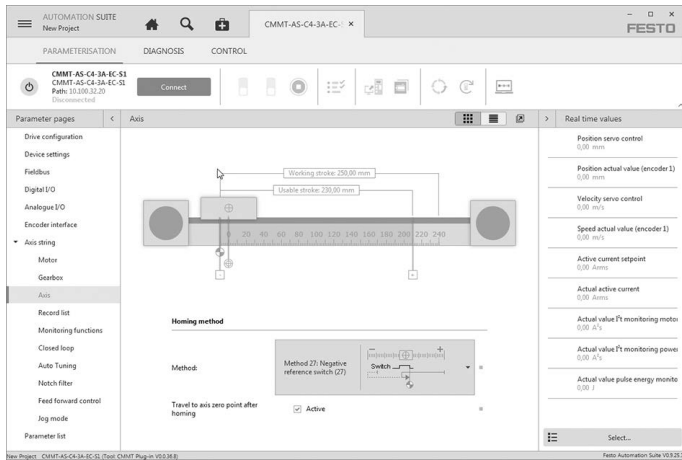 AUTOMATION SUITE
New Project
CMMT-AS-C4-3A-EC-S ×
FESTO
PARAMETERISATION
DIAGNOSIS
CONTROL
CMMT-AS-C4-3A-EC-S1
CMMT-AS-C4-3A-EC-S1
Path: 10.100.32.20
Disconnected
Connect
Parameter pages
Axis
Real time values
Drive configuration
Device settings
Fieldbus
Digital I/O
Analogue I/O
Encoder interface
Axis string
Motor
Gearbox
Axis
Record list
Monitoring functions
Closed loop
Auto Tuning
Notch filter
Feed forward control
Jog mode
Parameter list
Working stroke: 250,00 mm
Usable stroke: 230,00 mm
0 20 40 60 80 100 120 140 160 180 200 220 240
Homing method
Method:
Method 27: Negative
reference switch (27)
Switch
Travel to axis zero point after
homing
Active
Position servo control
0,00 mm
Position actual value (encoder 1)
0,00 mm
Velocity servo control
0,00 m/s
Speed actual value (encoder 1)
0,00 m/s
Active current setpoint
0,00 Arms
Actual active current
0,00 Arms
Actual value I²t monitoring motor
0,00 A²s
Actual value I²t monitoring power
0,00 A²s
Actual value pulse energy monito
0,00 J
Select...
New Project CMMT-AS-C4-3A-EC-S1 (Tool: CMMT Plug-in V0.0.36.8)
Festo Automation Suite V0.9.25.